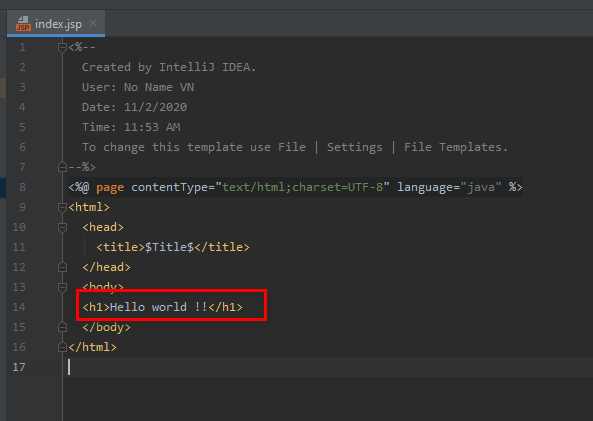 index.jsp
1 <%--
2   Created by IntelliJ IDEA.
3   User: No Name VN
4   Date: 11/2/2020
5   Time: 11:53 AM
6   To change this template use File | Settings | File Templates.
7 --%>
8 <%@ page contentType="text/html;charset=UTF-8" language="java" %>
9 <html>
10   <head>
11     <title>$Title$</title>
12   </head>
13   <body>
14   <h1>Hello world !!</h1>
15   </body>
16 </html>
17